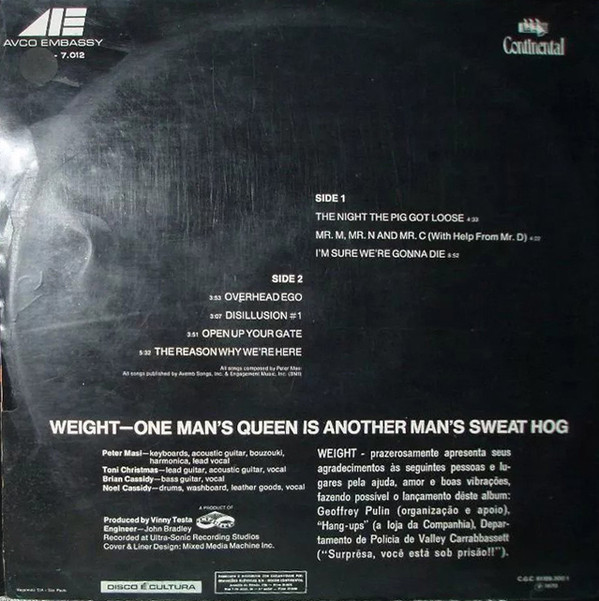 AVCO EMBASSY
- 7.012
Continental
SIDE 1
THE NIGHT THE PIG GOT LOOSE 4:33
MR. M, MR. N AND MR. C (With Help From Mr. D) 4:22
I'M SURE WE'RE GONNA DIE 8:52
SIDE 2
3:53 OVERHEAD EGO
3:07 DISILLUSION #1
3:51 OPEN UP YOUR GATE
5:32 THE REASON WHY WE'RE HERE
All songs composed by Peter Masi
All songs published by Avemb Songs, Inc. & Engagement Music, Inc. (BMI)
WEIGHT—ONE MAN'S QUEEN IS ANOTHER MAN'S SWEAT HOG
Peter Masi—keyboards, acoustic guitar, bouzouki,
harmonica, lead vocal
Toni Christmas—lead guitar, acoustic guitar, vocal
Brian Cassidy—bass guitar, vocal
Noel Cassidy—drums, washboard, leather goods, vocal
A PRODUCT OF
Produced by Vinny Testa
Engineer—John Bradley
Recorded at Ultra-Sonic Recording Studios
Cover & Liner Design: Mixed Media Machine Inc.
WEIGHT - prazerosamente apresenta seus
agradecimentos às seguintes pessoas e lu-
gares pela ajuda, amor e boas vibrações,
fazendo possível o lançamento dêste album:
Geoffrey Pulin (organização e apoio),
"Hang-ups" (a loja da Companhia), Depar-
tamento de Polícia de Valley Carrabbassett
("Surprêsa, você está sob prisão!!").
DISCO É CULTURA
C.G.C.